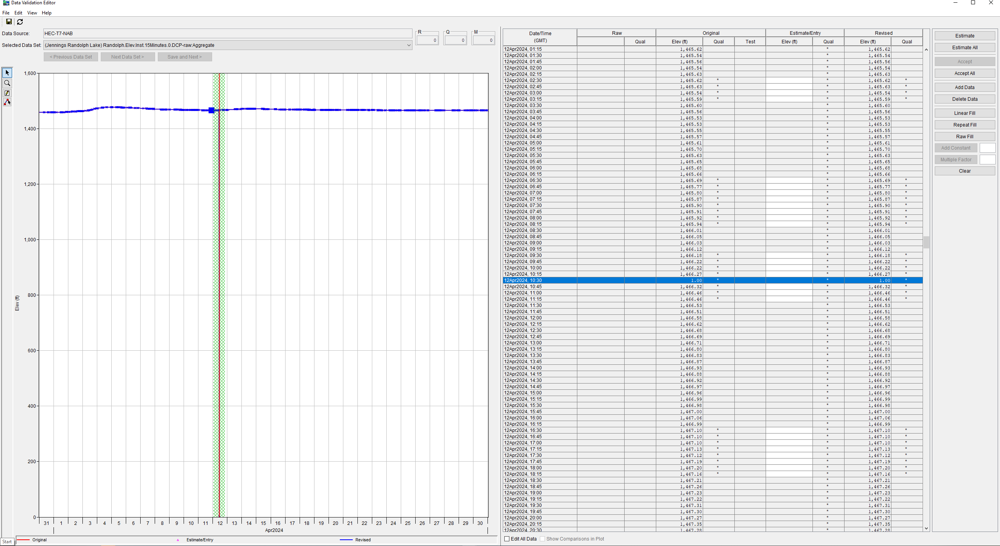 Data Validation Editor
File Edit View Help
Data Source: HEC-T7-NAB
Selected Data Set: (Jennings Randolph Lake) Randolph.Elev.Inst.15Minutes.0.DCP-raw:Aggregate
R 0 Q 0 M 0
< Previous Data Set Next Data Set > Save and Next >
1,600
1,400
1,200
1,000
800
600
400
200
0
Elev (ft)
31 1 2 3 4 5 6 7 8 9 10 11 12 13 14 15 16 17 18 19 20 21 22 23 24 25 26 27 28 29 30
Apr2024
Start
Original Estimate/Entry Revised
Date/Time (GMT) Raw Original Estimate/Entry Revised
Qual Elev (ft) Qual Test Elev (ft) Qual Elev (ft) Qual
12Apr2024, 01:15 1,465.62 * 1,465.62
12Apr2024, 01:30 1,465.54 * 1,465.54
12Apr2024, 01:45 1,465.56 * 1,465.56
12Apr2024, 02:00 1,465.54 * 1,465.54
12Apr2024, 02:15 1,465.63 * 1,465.63
12Apr2024, 02:30 1,465.62 * * 1,465.62 *
12Apr2024, 02:45 1,465.63 * * 1,465.63 *
12Apr2024, 03:00 1,465.54 * * 1,465.54 *
12Apr2024, 03:15 1,465.59 * * 1,465.59 *
12Apr2024, 03:30 1,465.60 * 1,465.60
12Apr2024, 03:45 1,465.56 * 1,465.56
12Apr2024, 04:00 1,465.53 * 1,465.53
12Apr2024, 04:15 1,465.53 * 1,465.53
12Apr2024, 04:30 1,465.55 * 1,465.55
12Apr2024, 04:45 1,465.57 * 1,465.57
12Apr2024, 05:00 1,465.61 * 1,465.61
12Apr2024, 05:15 1,465.70 * 1,465.70
12Apr2024, 05:30 1,465.63 * 1,465.63
12Apr2024, 05:45 1,465.65 * 1,465.65
12Apr2024, 06:00 1,465.68 * 1,465.68
12Apr2024, 06:15 1,465.66 * 1,465.66
12Apr2024, 06:30 1,465.69 * * 1,465.69 *
12Apr2024, 06:45 1,465.77 * * 1,465.77 *
12Apr2024, 07:00 1,465.80 * * 1,465.80 *
12Apr2024, 07:15 1,465.87 * * 1,465.87 *
12Apr2024, 07:30 1,465.90 * * 1,465.90 *
12Apr2024, 07:45 1,465.91 * * 1,465.91 *
12Apr2024, 08:00 1,465.92 * * 1,465.92 *
12Apr2024, 08:15 1,465.94 * * 1,465.94 *
12Apr2024, 08:30 1,466.01 * 1,466.01
12Apr2024, 08:45 1,466.05 * 1,466.05
12Apr2024, 09:00 1,466.03 * 1,466.03
12Apr2024, 09:15 1,466.12 * 1,466.12
12Apr2024, 09:30 1,466.18 * * 1,466.18 *
12Apr2024, 09:45 1,466.22 * * 1,466.22 *
12Apr2024, 10:00 1,466.22 * * 1,466.22 *
12Apr2024, 10:15 1,466.27 * * 1,466.27 *
12Apr2024, 10:30 1.00 * * 1.00 *
12Apr2024, 10:45 1,466.32 * * 1,466.32 *
12Apr2024, 11:00 1,466.46 * * 1,466.46 *
12Apr2024, 11:15 1,466.46 * * 1,466.46 *
12Apr2024, 11:30 1,466.53 * 1,466.53
12Apr2024, 11:45 1,466.51 * 1,466.51
12Apr2024, 12:00 1,466.58 * 1,466.58
12Apr2024, 12:15 1,466.62 * 1,466.62
12Apr2024, 12:30 1,466.68 * 1,466.68
12Apr2024, 12:45 1,466.69 * 1,466.69
12Apr2024, 13:00 1,466.71 * 1,466.71
12Apr2024, 13:15 1,466.80 * 1,466.80
12Apr2024, 13:30 1,466.83 * 1,466.83
12Apr2024, 13:45 1,466.87 * 1,466.87
12Apr2024, 14:00 1,466.93 * 1,466.93
12Apr2024, 14:15 1,466.88 * 1,466.88
12Apr2024, 14:30 1,466.92 * 1,466.92
12Apr2024, 14:45 1,466.97 * 1,466.97
12Apr2024, 15:00 1,466.96 * 1,466.96
12Apr2024, 15:15 1,466.99 * 1,466.99
12Apr2024, 15:30 1,466.98 * 1,466.98
12Apr2024, 15:45 1,467.00 * 1,467.00
12Apr2024, 16:00 1,467.06 * 1,467.06
12Apr2024, 16:15 1,466.99 * 1,466.99
12Apr2024, 16:30 1,467.10 * * 1,467.10 *
12Apr2024, 16:45 1,467.10 * * 1,467.10 *
12Apr2024, 17:00 1,467.10 * * 1,467.10 *
12Apr2024, 17:15 1,467.13 * * 1,467.13 *
12Apr2024, 17:30 1,467.12 * * 1,467.12 *
12Apr2024, 17:45 1,467.19 * * 1,467.19 *
12Apr2024, 18:00 1,467.20 * * 1,467.20 *
12Apr2024, 18:15 1,467.16 * * 1,467.16 *
12Apr2024, 18:30 1,467.21 * 1,467.21
12Apr2024, 18:45 1,467.26 * 1,467.26
12Apr2024, 19:00 1,467.23 * 1,467.23
12Apr2024, 19:15 1,467.22 * 1,467.22
12Apr2024, 19:30 1,467.31 * 1,467.31
12Apr2024, 19:45 1,467.30 * 1,467.30
12Apr2024, 20:00 1,467.27 * 1,467.27
12Apr2024, 20:15 1,467.35 * 1,467.35
12Apr2024, 20:30 1,467.28 * 1,467.28
Edit All Data Show Comparisons in Plot
Estimate
Estimate All
Accept
Accept All
Add Data
Delete Data
Linear Fill
Repeat Fill
Raw Fill
Add Constant
Multiple Factor
Clear